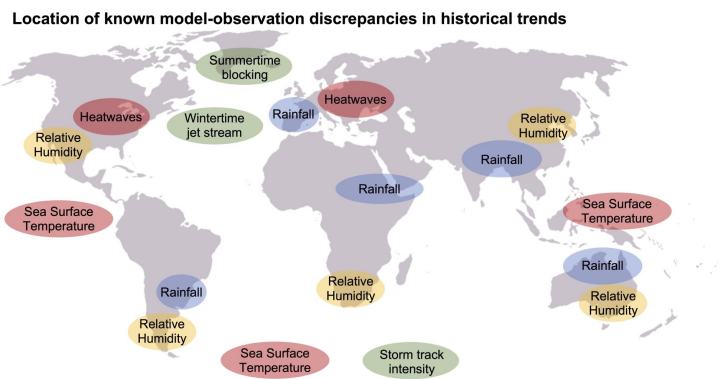 Location of known model-observation discrepancies in historical trends
Summertime
blocking
Heatwaves
Heatwaves
Wintertime
jet stream
Rainfall
Relative
Humidity
Relative
Humidity
Rainfall
Rainfall
Sea Surface
Temperature
Sea Surface
Temperature
Rainfall
Rainfall
Relative
Humidity
Relative
Humidity
Relative
Humidity
Sea Surface
Temperature
Storm track
intensity